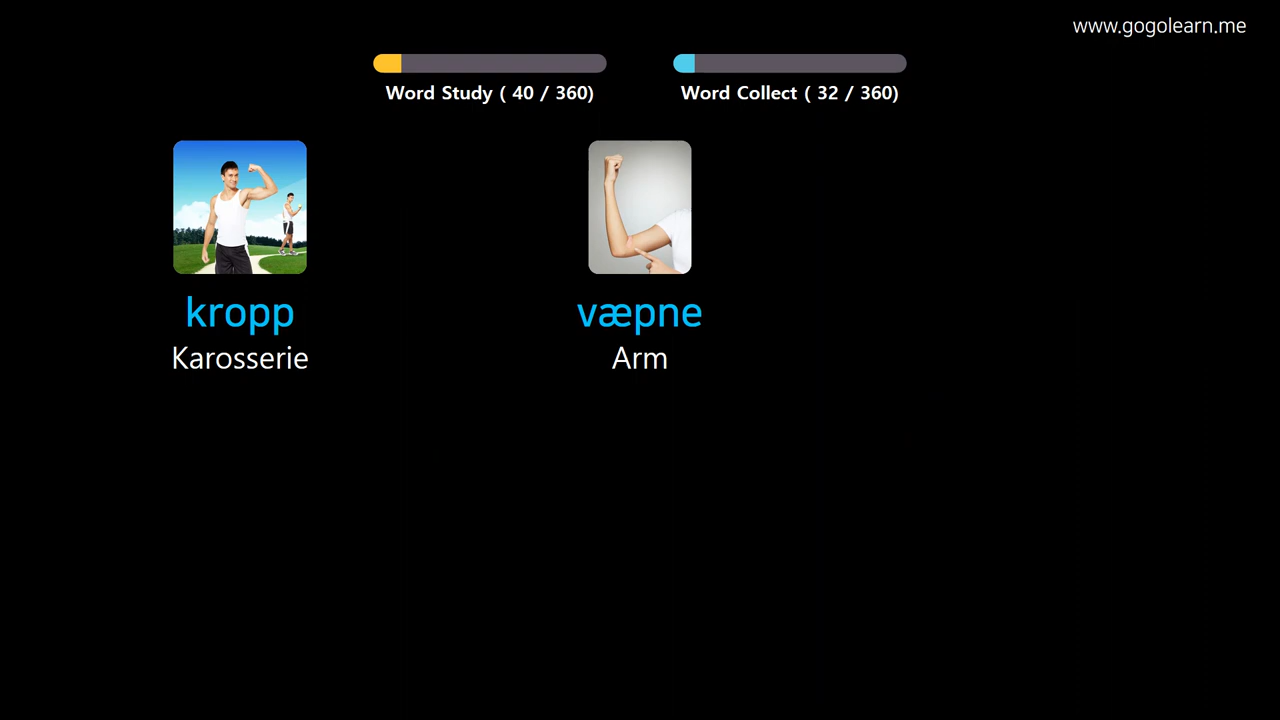 www.gogolearn.me
Word Study ( 40 / 360)
Word Collect ( 32 / 360)
kropp
Karosserie
væpne
Arm